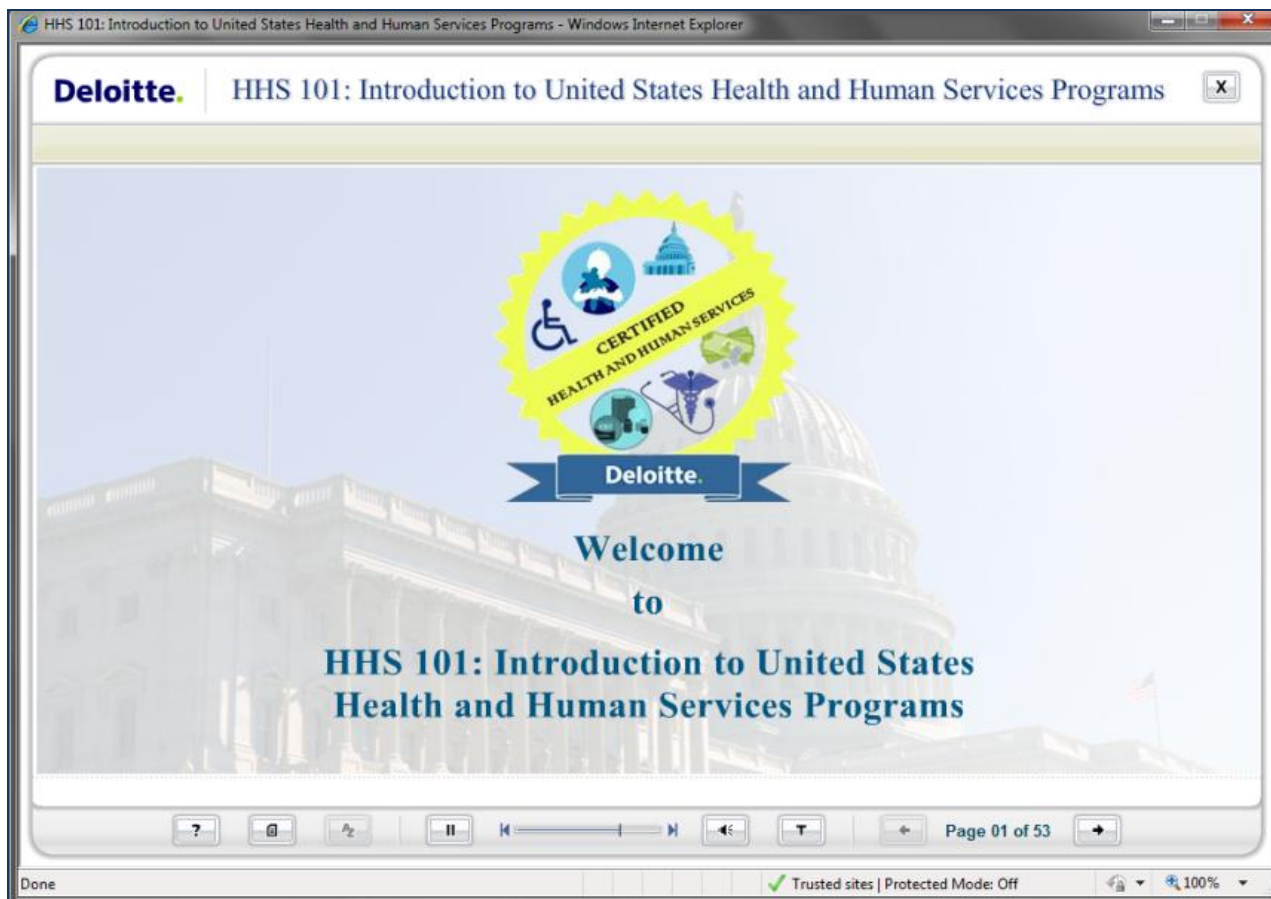 HHS 101: Introduction to United States Health and Human Services Programs - Windows Internet Explorer
Deloitte.
HHS 101: Introduction to United States Health and Human Services Programs
X
CERTIFIED
HEALTH AND HUMAN SERVICES
Deloitte.
Welcome
to
HHS 101: Introduction to United States
Health and Human Services Programs
?
AZ
T
Page 01 of 53
Done
Trusted sites | Protected Mode: Off
100%